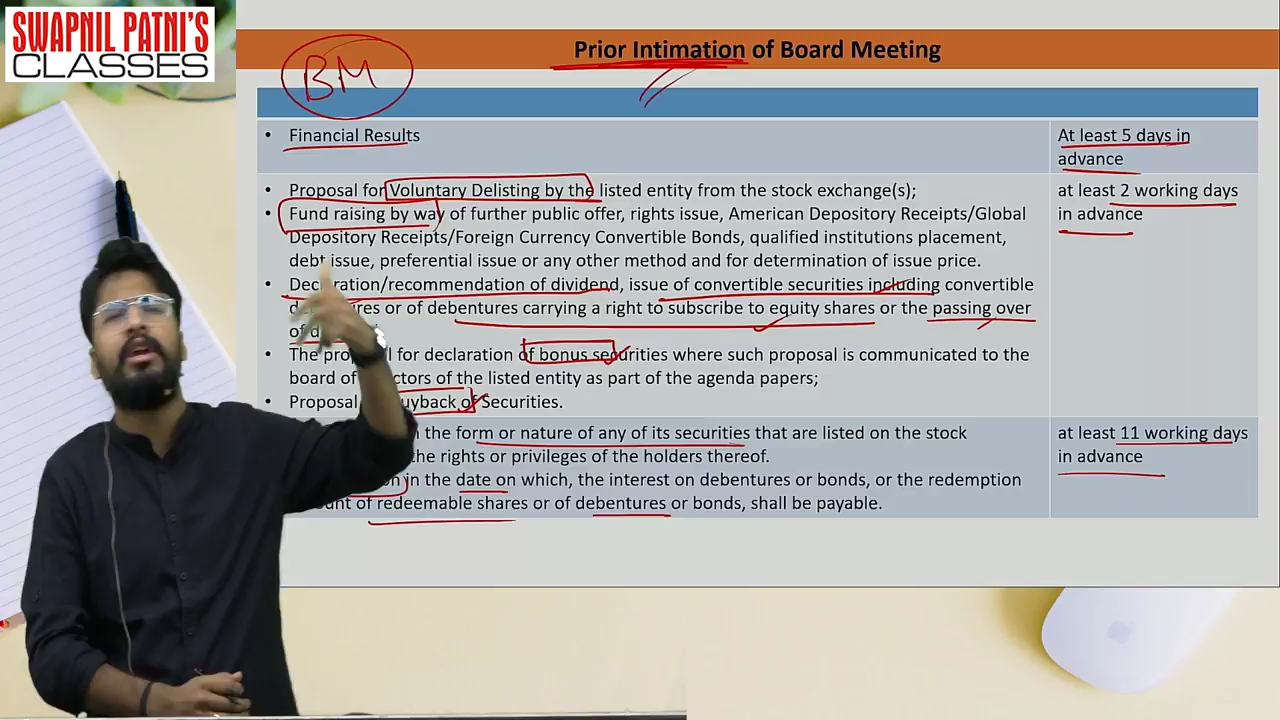 SWAPNIL PATNI'S
CLASSES
Prior Intimation of Board Meeting
BM
• Financial Results
At least 5 days in
advance
• Proposal for Voluntary Delisting by the listed entity from the stock exchange(s);
• Fund raising by way of further public offer, rights issue, American Depository Receipts/Global
Depository Receipts/Foreign Currency Convertible Bonds, qualified institutions placement,
debt issue, preferential issue or any other method and for determination of issue price.
• Declaration/recommendation of dividend, issue of convertible securities including convertible
or of debentures carrying a right to subscribe to equity shares or the passing over
of
• The proposal for declaration of bonus securities where such proposal is communicated to the
board of directors of the listed entity as part of the agenda papers;
• Proposal of Securities.
at least 2 working days
in advance
the form or nature of any of its securities that are listed on the stock
the rights or privileges of the holders thereof.
in the date on which, the interest on debentures or bonds, or the redemption
of redeemable shares or of debentures or bonds, shall be payable.
at least 11 working days
in advance